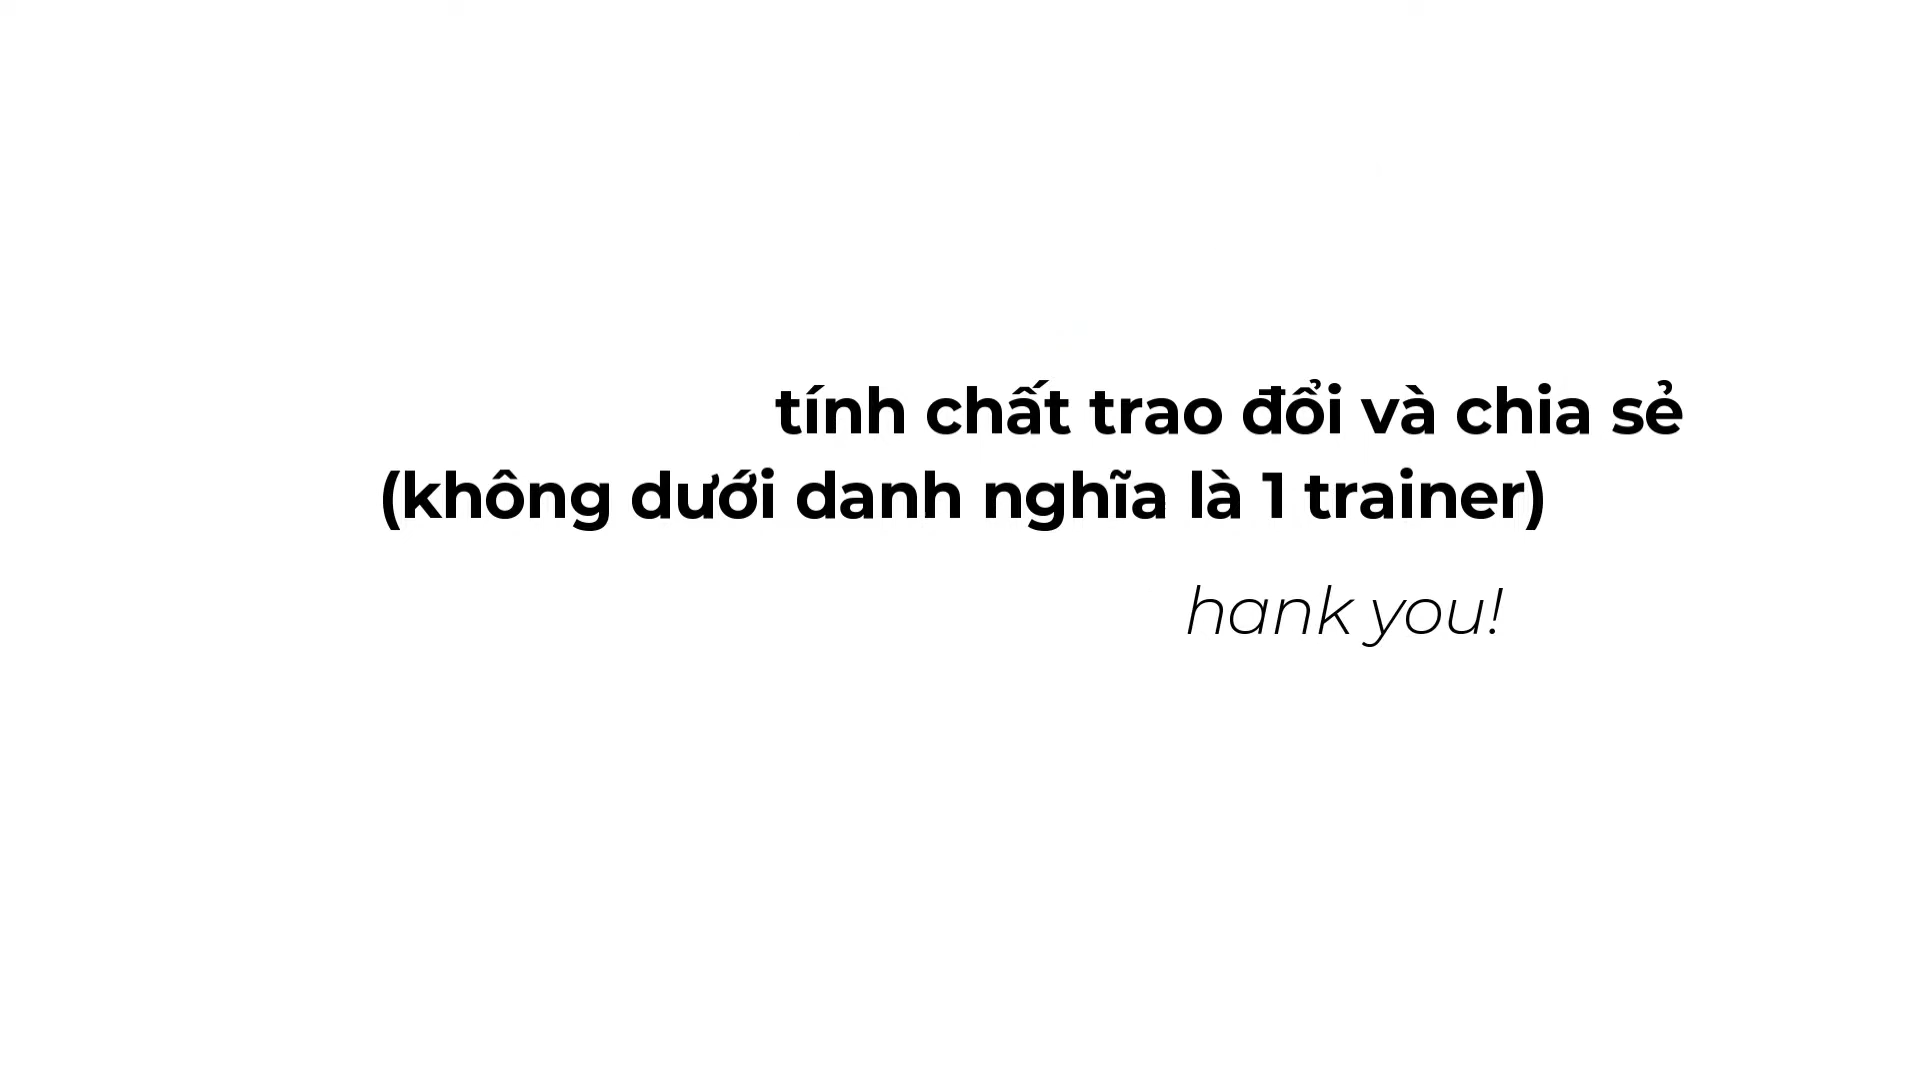 tính chất trao đổi và chia sẻ
(không dưới danh nghĩa là 1 trainer)
hank you!